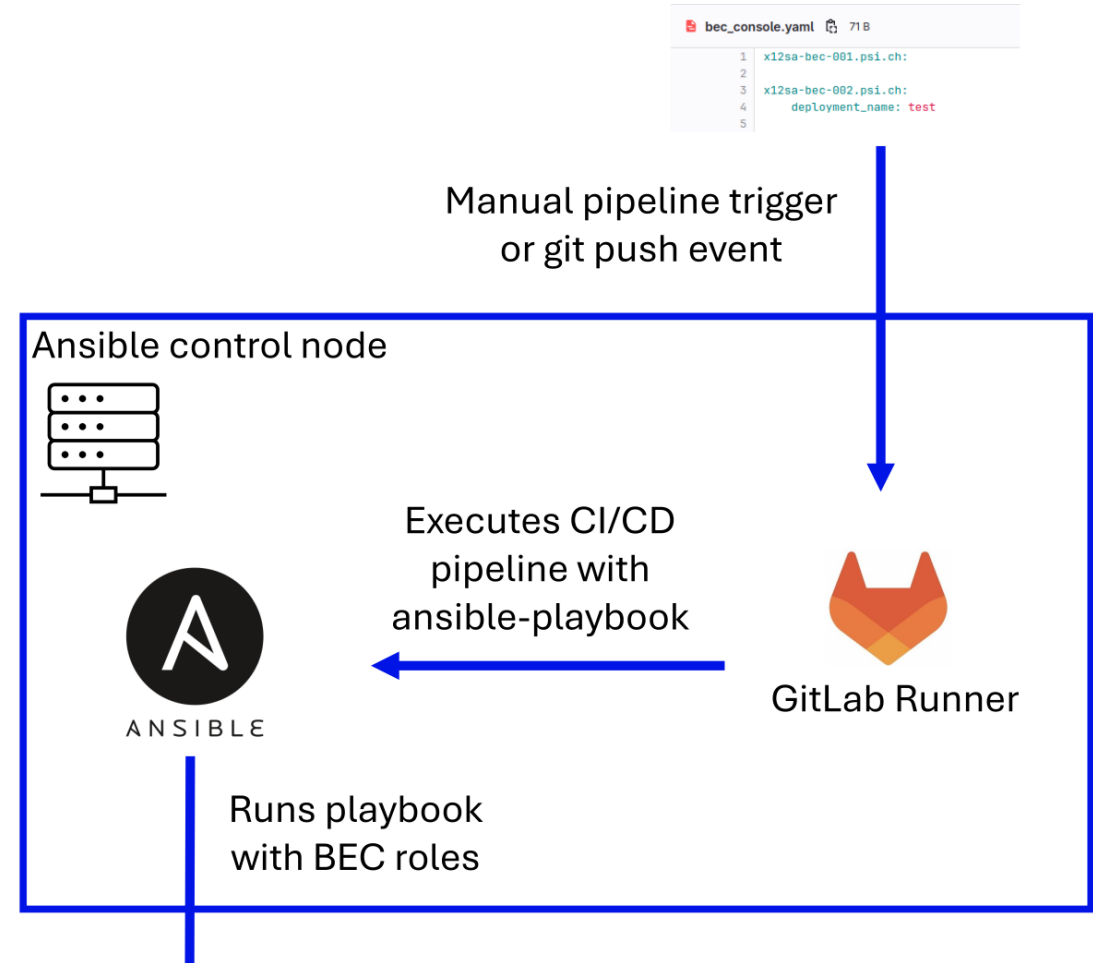 bec_console.yaml 71 B
1 x12sa-bec-001.psi.ch:
2
3 x12sa-bec-002.psi.ch:
4 deployment_name: test
5
Manual pipeline trigger
or git push event
Ansible control node
Executes CI/CD
pipeline with
ansible-playbook
ANSIBLE
GitLab Runner
Runs playbook
with BEC roles